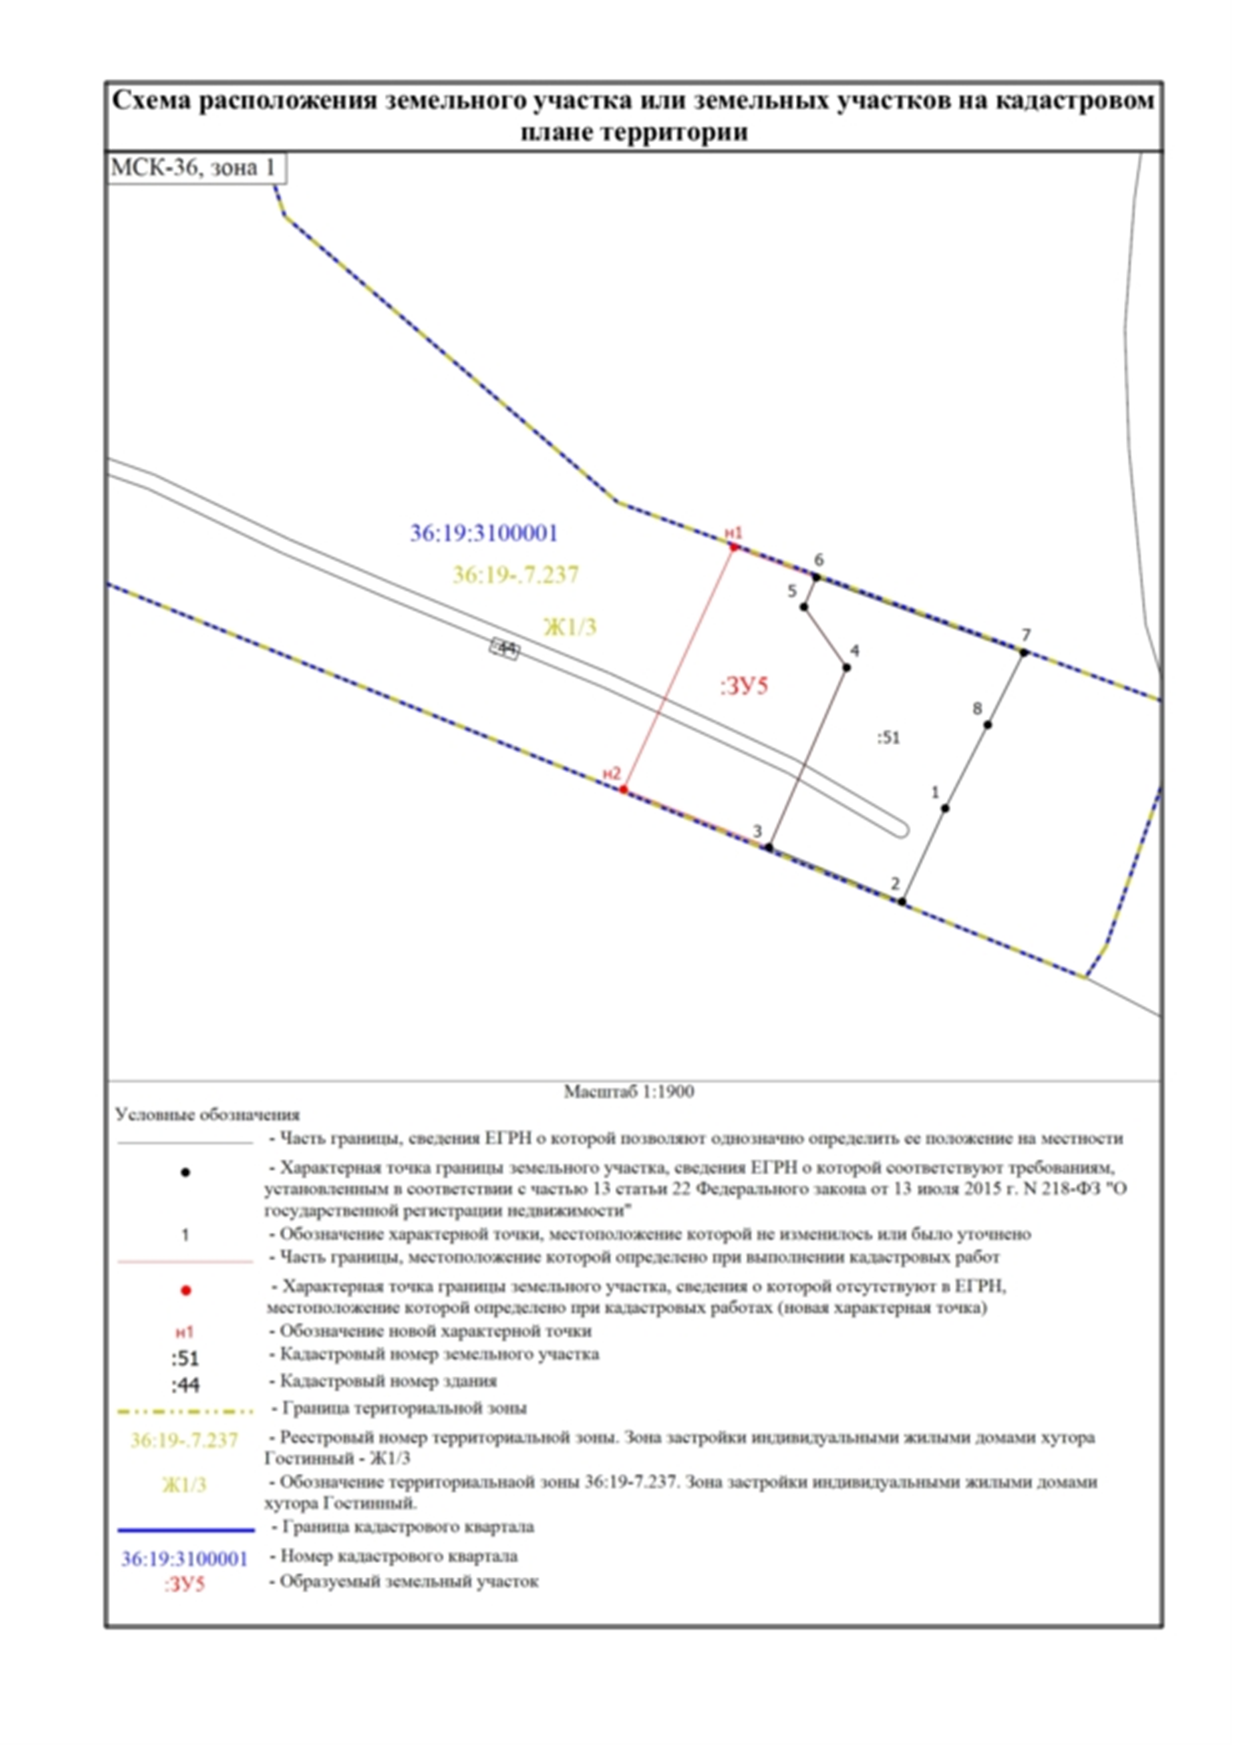 Схема расположения земельного участка или земельных участков на кадастровом
плане территории
МСК-36, зона 1
36:19:3100001
н1
6
36:19-.7.237
5
Ж1/3
7
:44
4
:ЗУ5
8
:51
н2
1
3
2
Масштаб 1:1900
Условные обозначения
- Часть границы, сведения ЕГРН о которой позволяют однозначно определить ее положение на местности
- Характерная точка границы земельного участка, сведения ЕГРН о которой соответствуют требованиям,
установленным в соответствии с частью 13 статьи 22 Федерального закона от 13 июля 2015 г. N 218-ФЗ "О
государственной регистрации недвижимости"
1 - Обозначение характерной точки, местоположение которой не изменилось или было уточнено
- Часть границы, местоположение которой определено при выполнении кадастровых работ
- Характерная точка границы земельного участка, сведения о которой отсутствуют в ЕГРН,
местоположение которой определено при кадастровых работах (новая характерная точка)
н1 - Обозначение новой характерной точки
:51 - Кадастровый номер земельного участка
:44 - Кадастровый номер здания
- Граница териториальной зоны
36:19-.7.237 - Реестровый номер территориальной зоны. Зона застройки индивидуальными жилыми домами хутора
Гостинный - Ж1/3
Ж1/3 - Обозначение территориальнаой зоны 36:19-7.237. Зона застройки индивидуальными жилыми домами
хутора Гостинный.
- Граница кадастрового квартала
36:19:3100001 - Номер кадастрового квартала
:ЗУ5 - Образуемый земельный участок